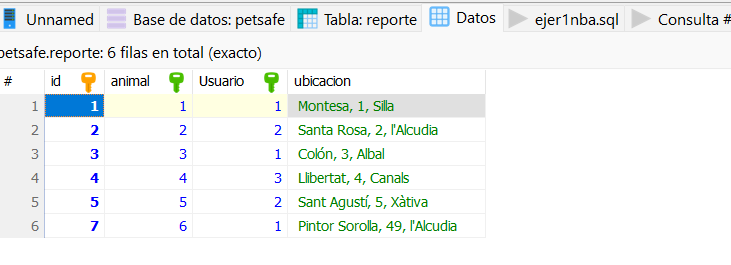 Unnamed Base de datos: petsafe Tabla: reporte Datos ejer1nba.sql Consulta #
petsafe.reporte: 6 filas en total (exacto)
# id animal Usuario ubicacion
1 1 1 1 Montesa, 1, Silla
2 2 2 2 Santa Rosa, 2, l'Alcudia
3 3 3 1 Colón, 3, Albal
4 4 4 3 Llibertat, 4, Canals
5 5 5 2 Sant Agustí, 5, Xàtiva
6 7 6 1 Pintor Sorolla, 49, l'Alcudia